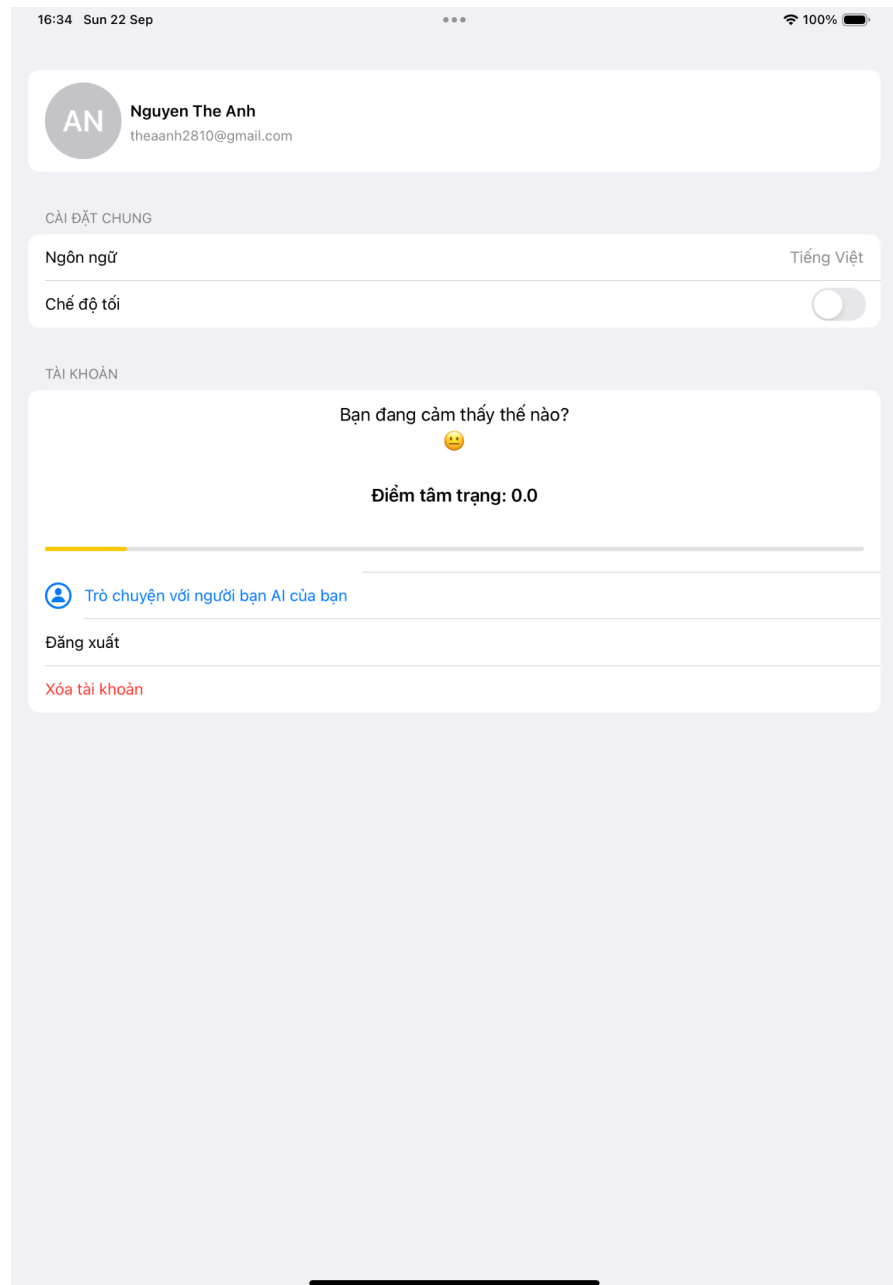 16:34 Sun 22 Sep
100%
AN
Nguyen The Anh
theaanh2810@gmail.com
CÀI ĐẶT CHUNG
Ngôn ngữ Tiếng Việt
Chế độ tối
TÀI KHOẢN
Bạn đang cảm thấy thế nào?
Điểm tâm trạng: 0.0
Trò chuyện với người bạn AI của bạn
Đăng xuất
Xóa tài khoản